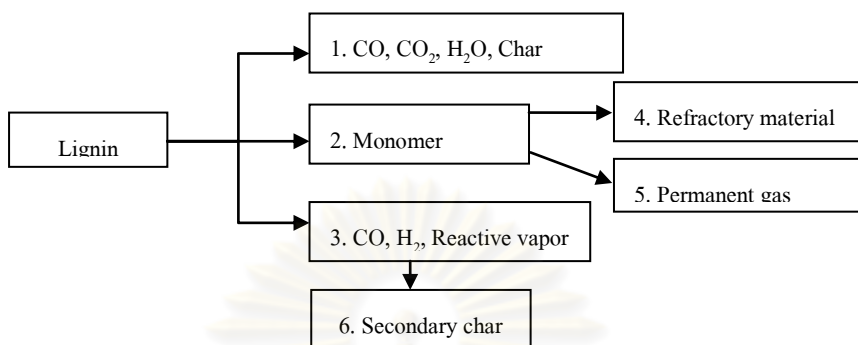 1. CO, CO₂, H₂O, Char
Lignin
2. Monomer
4. Refractory material
5. Permanent gas
3. CO, H₂, Reactive vapor
6. Secondary char